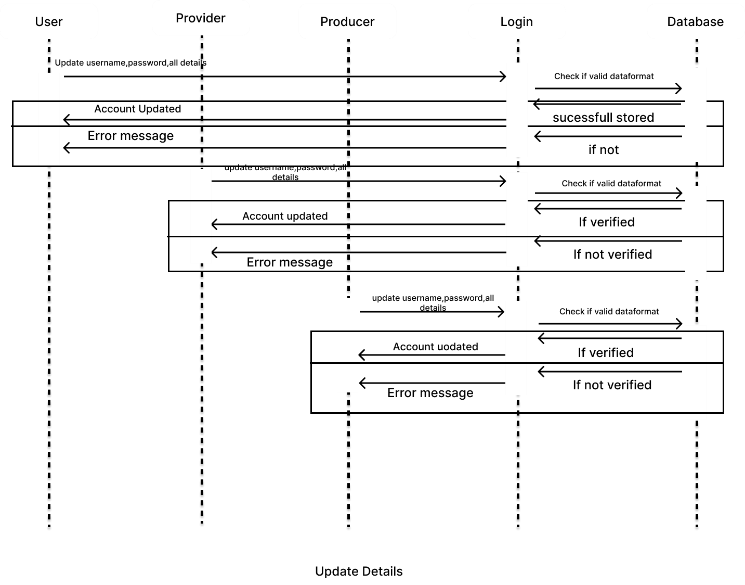 User
Provider
Producer
Login
Database
Update username,password,all details
Check if valid dataformat
Account Updated
sucessfull stored
Error message
if not
update username,password,all
details
Check if valid dataformat
Account updated
If verified
Error message
If not verified
update username,password,all
details
Check if valid dataformat
Account uodated
If verified
Error message
If not verified
Update Details